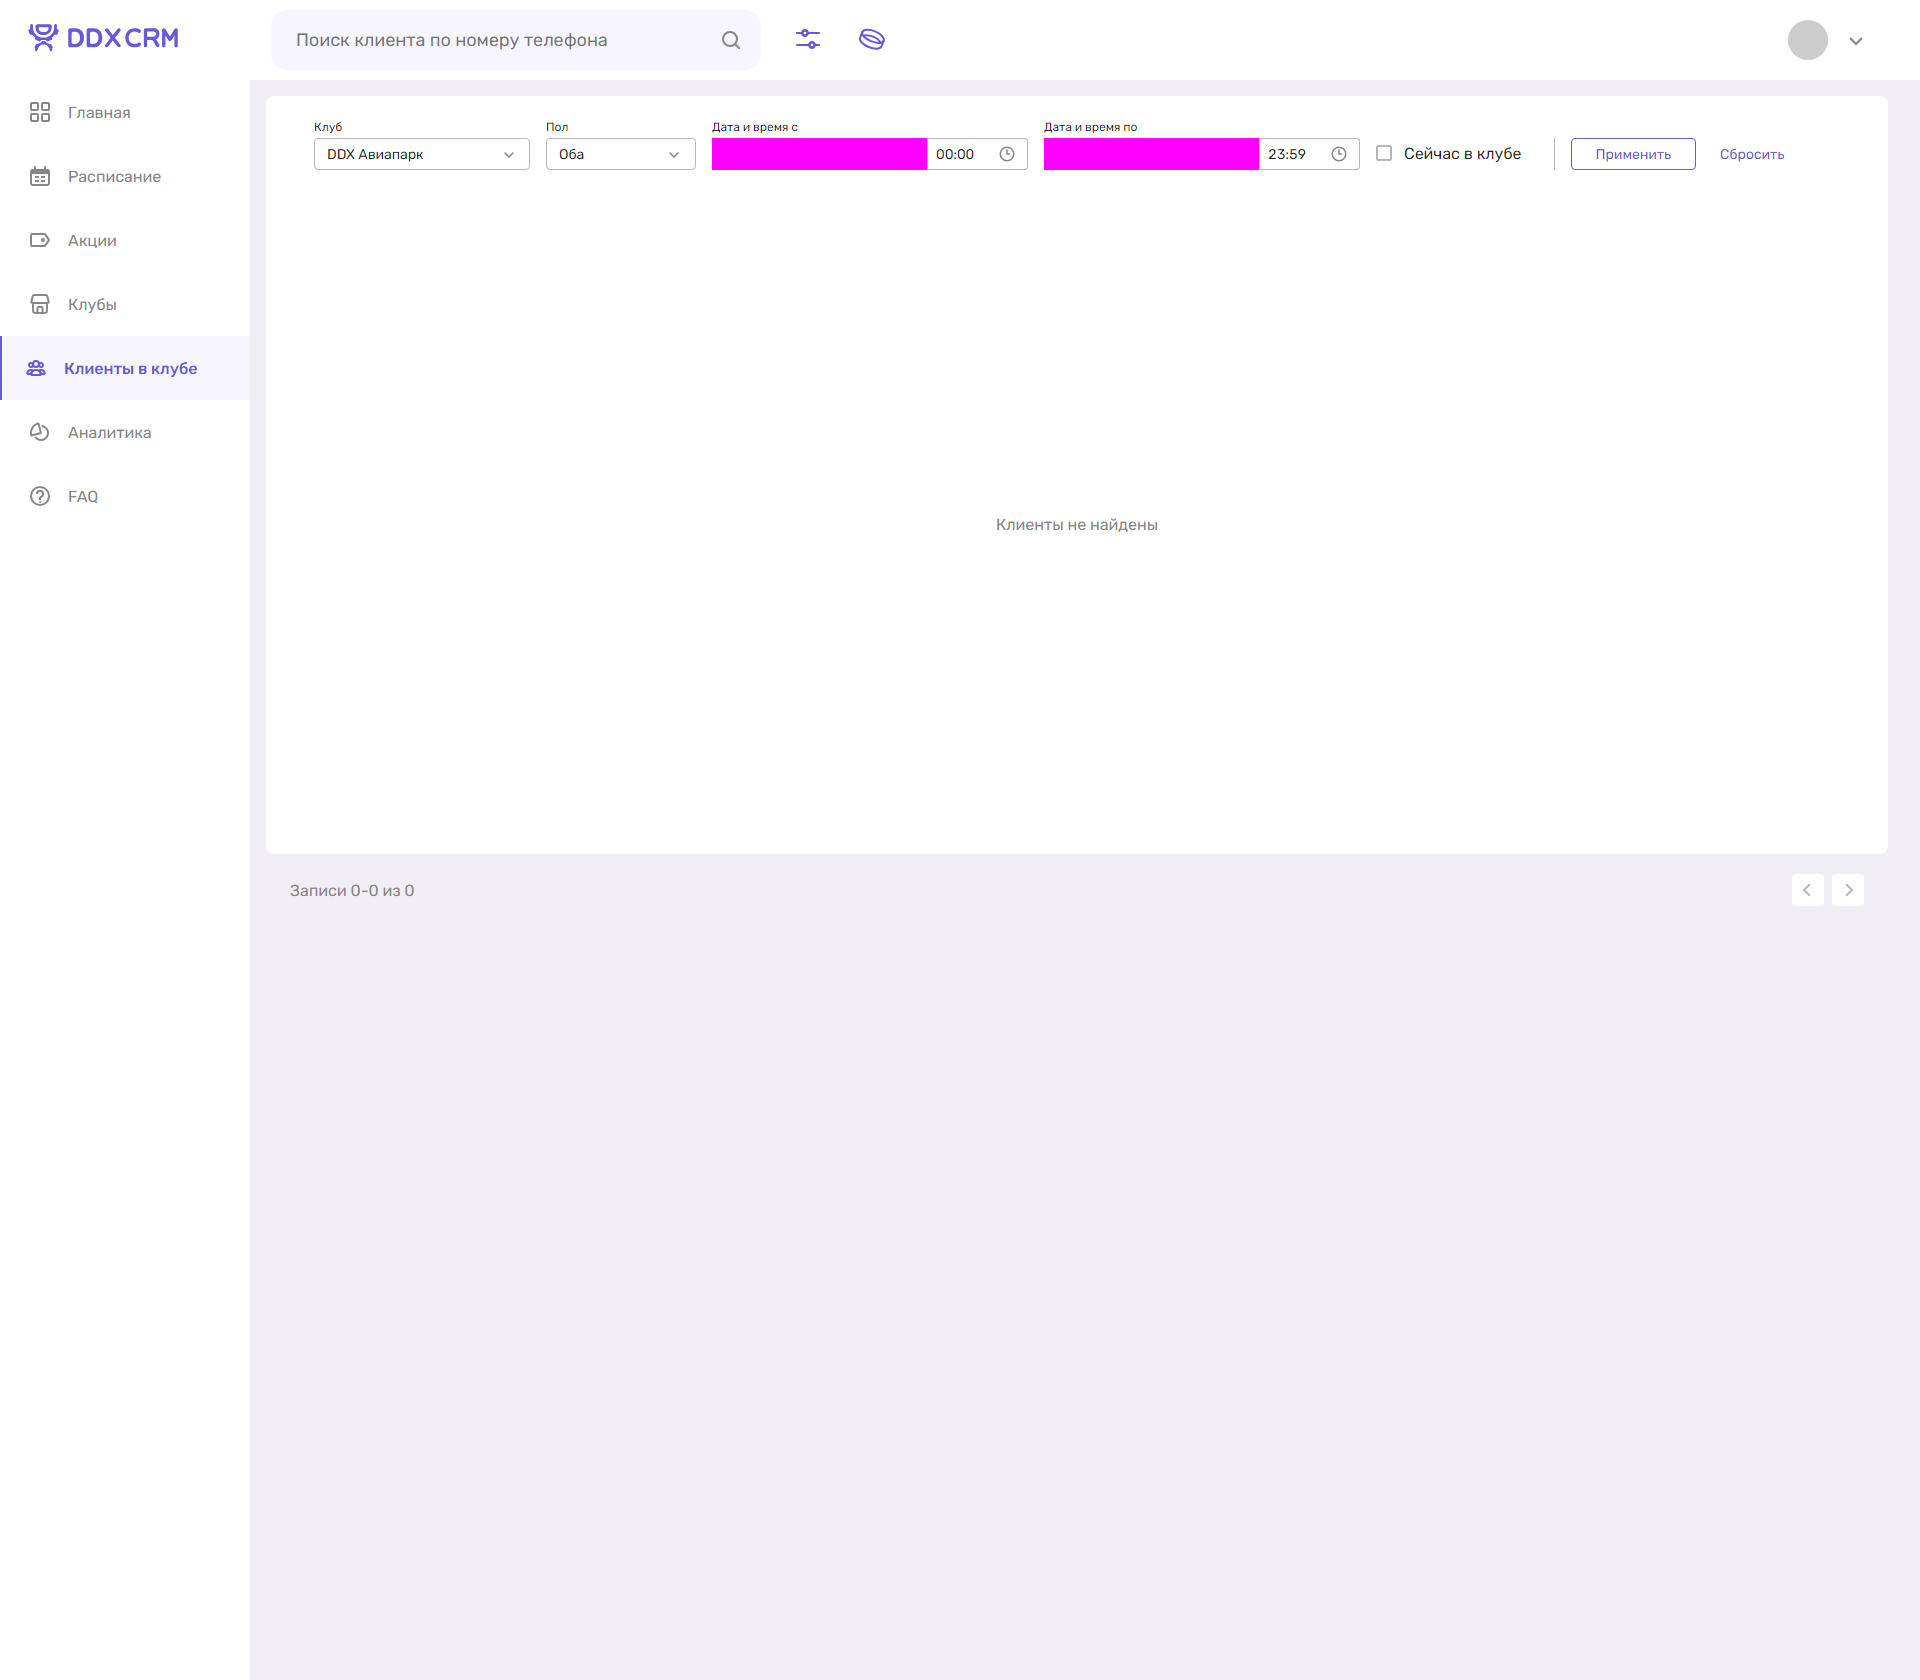 DDX CRM
Поиск клиента по номеру телефона
Главная
Расписание
Акции
Клубы
Клиенты в клубе
Аналитика
FAQ
Клуб
Пол
Дата и время с
Дата и время по
DDX Авиапарк
Оба
00:00
23:59
Сейчас в клубе
Применить
Сбросить
Клиенты не найдены
Записи 0-0 из 0